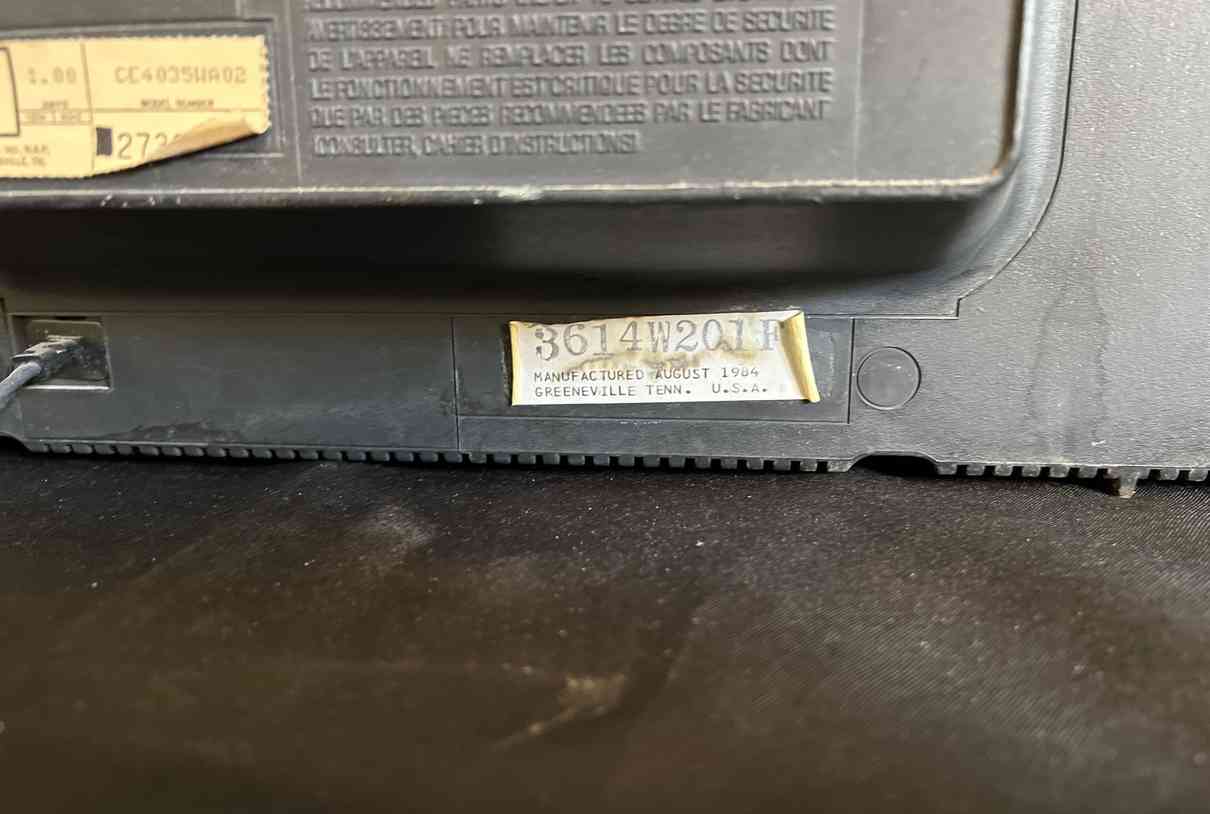 AVERTISSEMENT: POUR MAINTENIR LE DEGRE DE SECURITE
DE L'APPAREIL NE REMPLACER LES COMPOSANTS DONT
LE FONCTIONNEMENT EST CRITIQUE POUR LA SECURITE
QUE PAR DES PIECES RECOMMENDEES PAR LE FABRICANT
(CONSULTER, CAHIER D'INSTRUCTIONS).
CE4035WA02
MODEL NUMBER
273
3614W201F
MANUFACTURED AUGUST 1984
GREENEVILLE TENN. U.S.A.